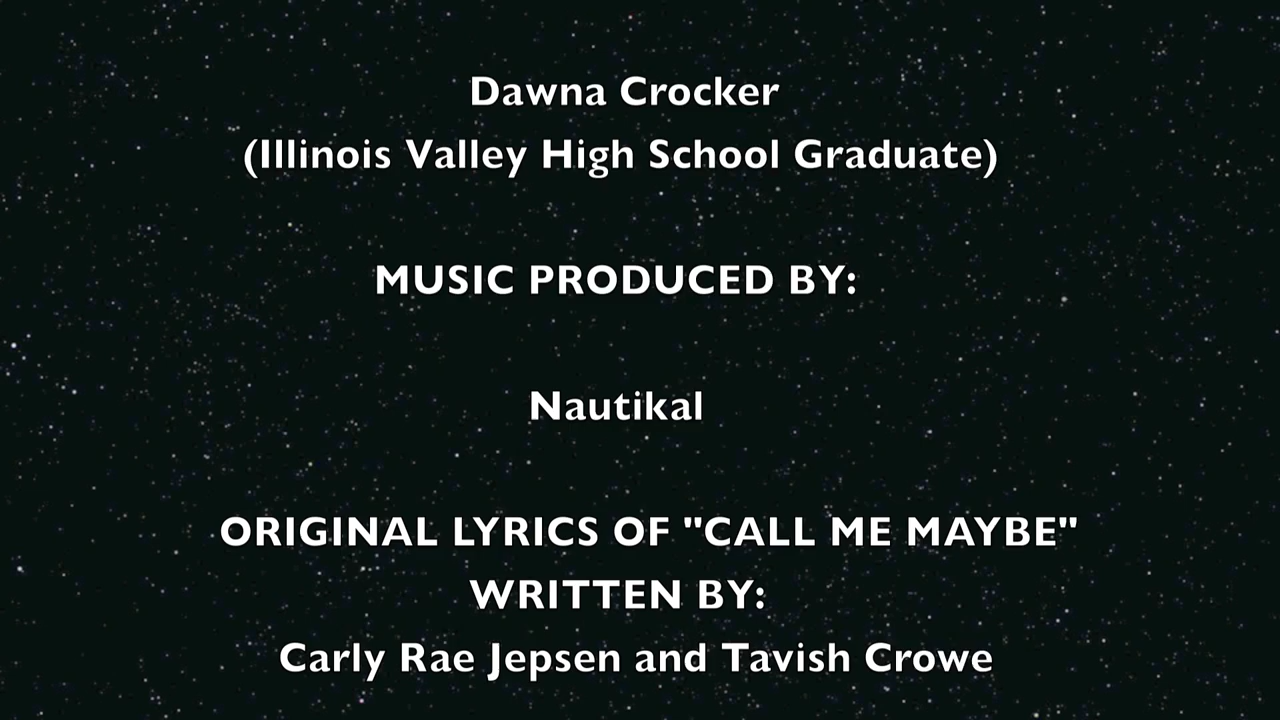 Dawna Crocker
(Illinois Valley High School Graduate)
MUSIC PRODUCED BY:
Nautikal
ORIGINAL LYRICS OF "CALL ME MAYBE"
WRITTEN BY:
Carly Rae Jepsen and Tavish Crowe